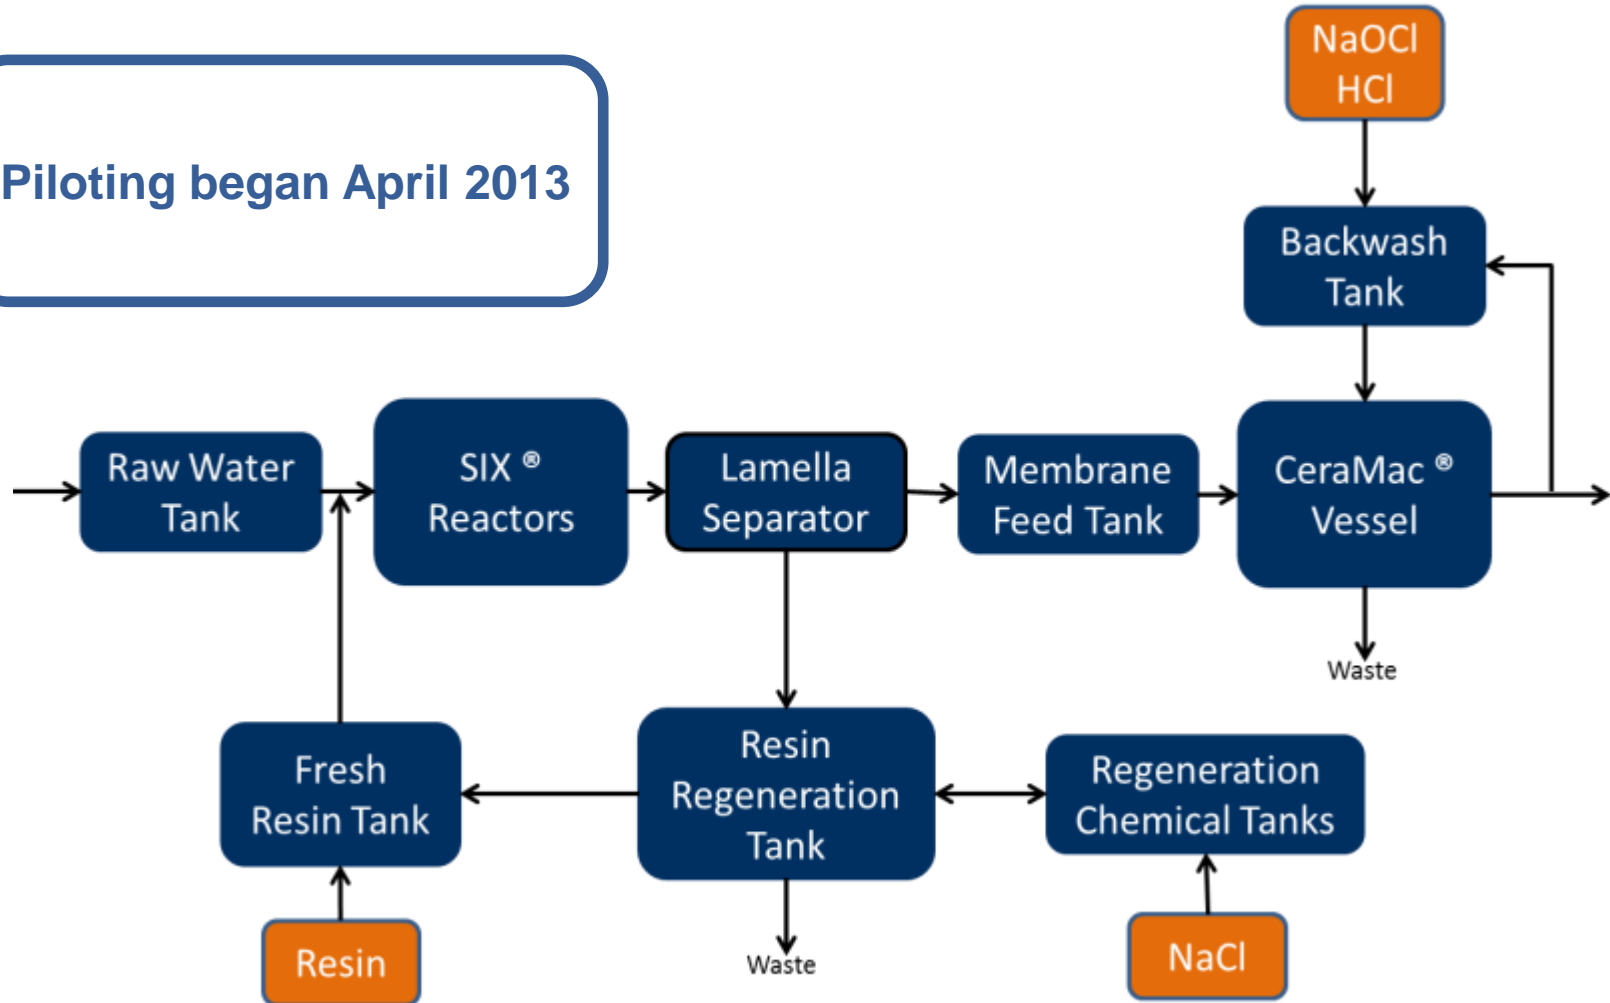 NaOCl
HCl
Piloting began April 2013
Backwash
Tank
Raw Water
Tank
SIX ®
Reactors
Lamella
Separator
Membrane
Feed Tank
CeraMac ®
Vessel
Waste
Fresh
Resin Tank
Resin
Regeneration
Tank
Regeneration
Chemical Tanks
Resin
Waste
NaCl